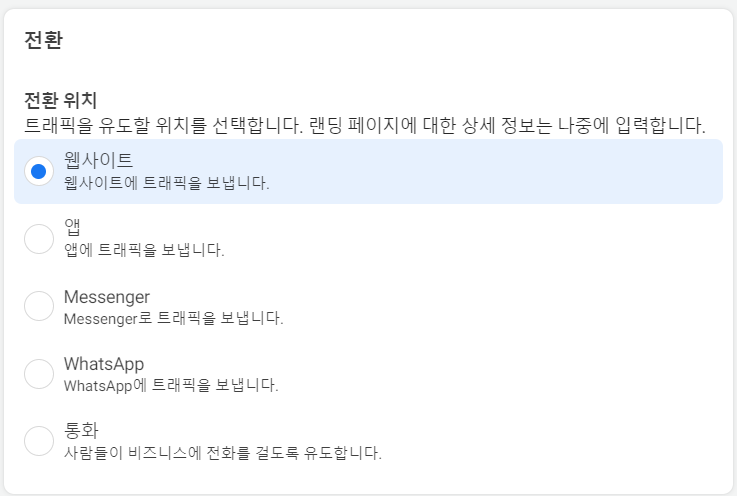 전환
전환 위치
트래픽을 유도할 위치를 선택합니다. 랜딩 페이지에 대한 상세 정보는 나중에 입력합니다.
웹사이트
웹사이트에 트래픽을 보냅니다.
앱
앱에 트래픽을 보냅니다.
Messenger
Messenger로 트래픽을 보냅니다.
WhatsApp
WhatsApp에 트래픽을 보냅니다.
통화
사람들이 비즈니스에 전화를 걸도록 유도합니다.